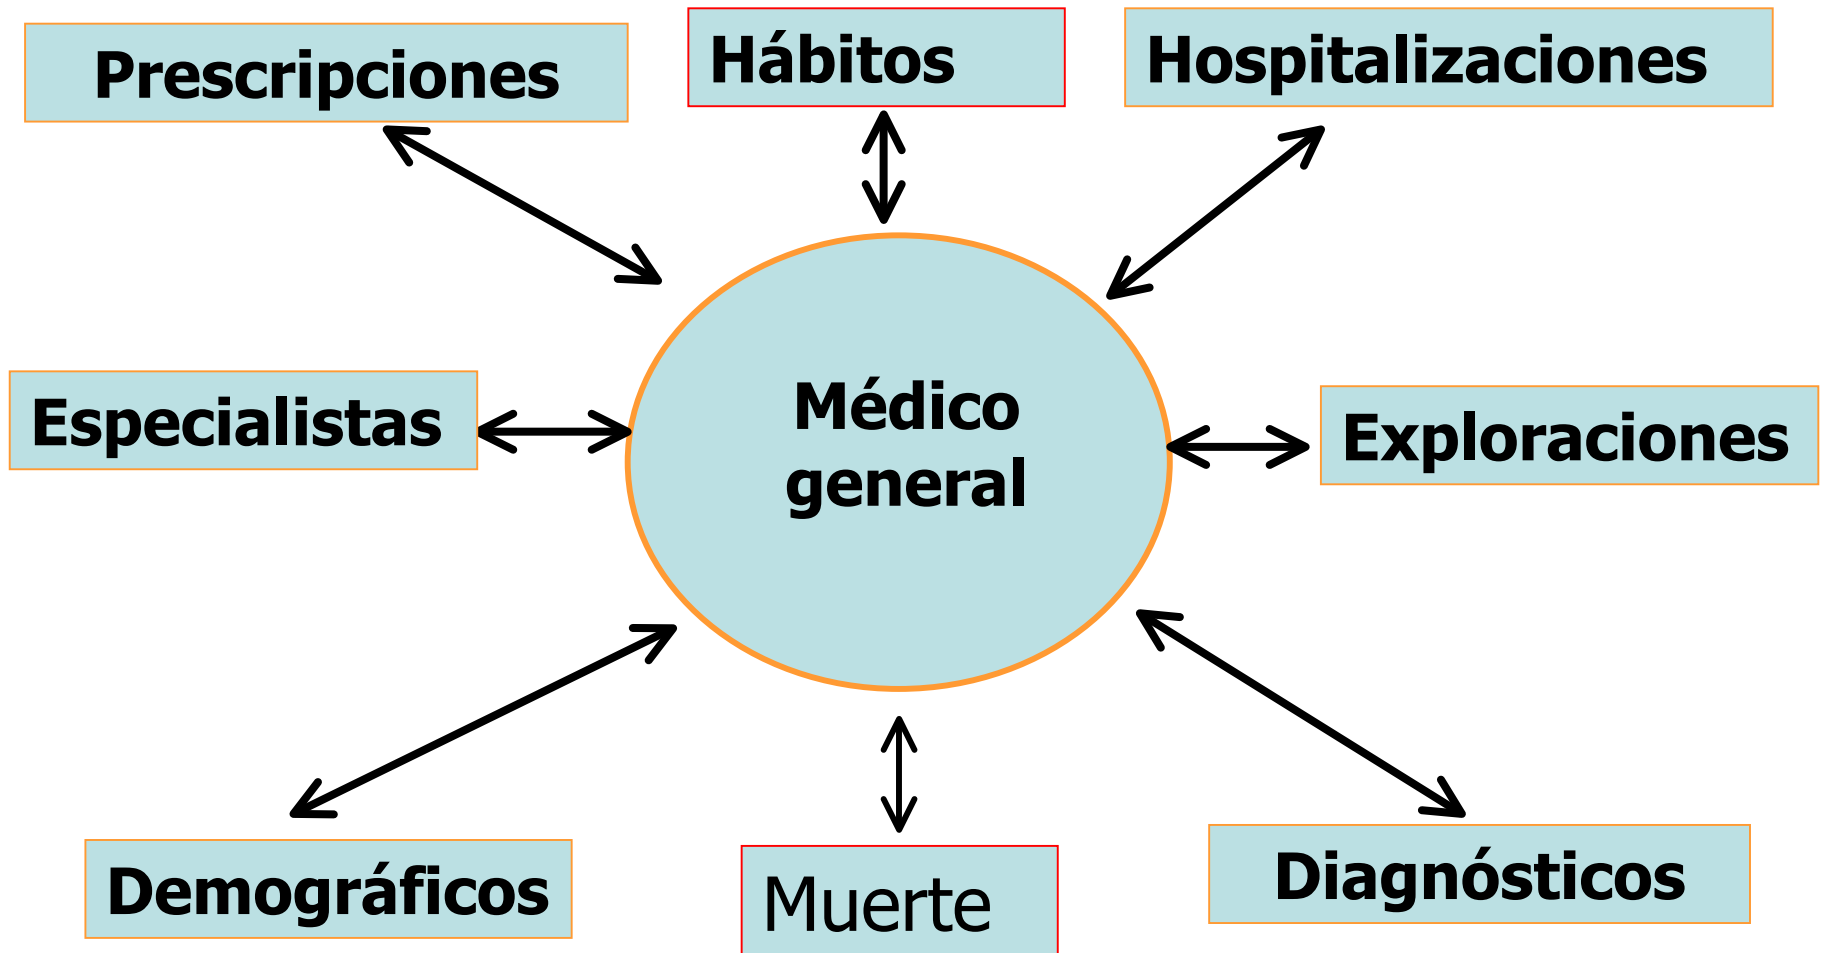 Prescripciones
Hábitos
Hospitalizaciones
Especialistas
Médico
general
Exploraciones
Demográficos
Muerte
Diagnósticos